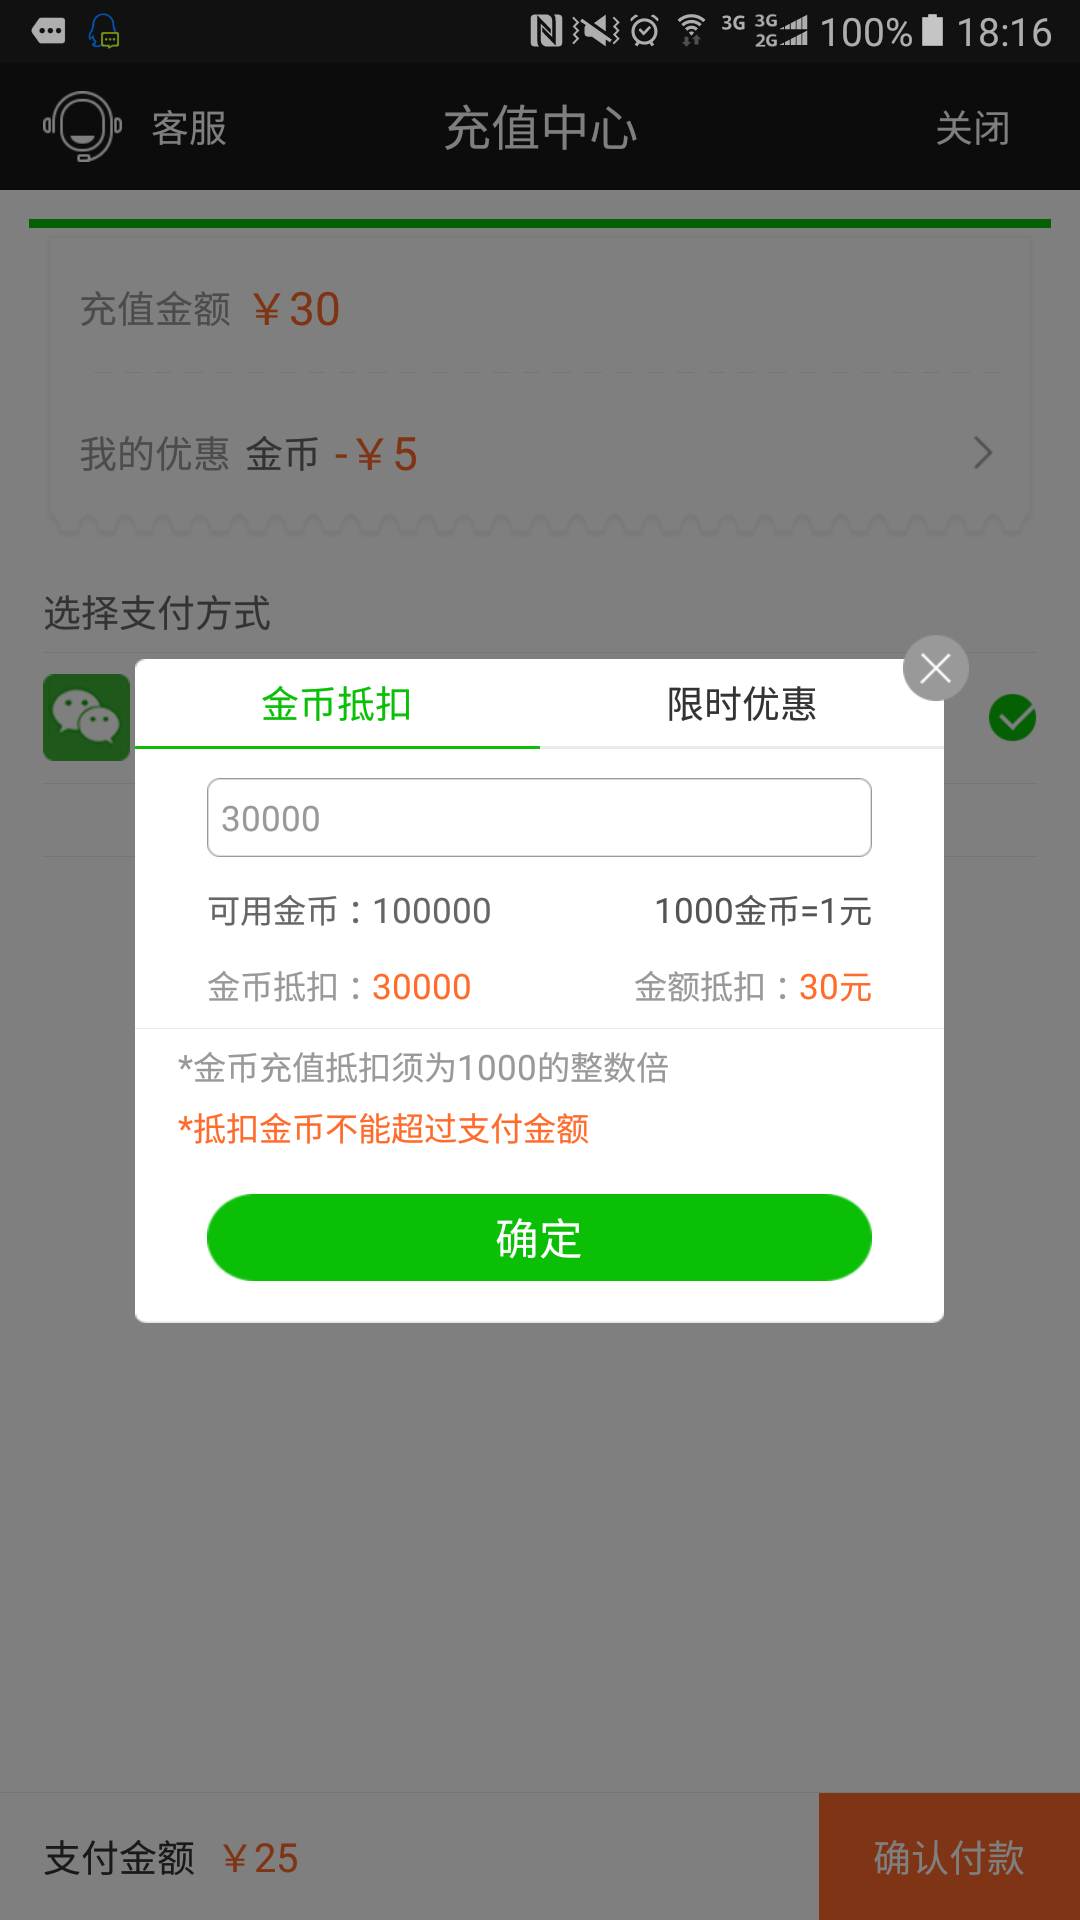 3G 3G 2G 100% 18:16
客服 充值中心 关闭
充值金额 ￥30
我的优惠 金币 -￥5
选择支付方式
金币抵扣 限时优惠
30000
可用金币：100000 1000金币=1元
金币抵扣：30000 金额抵扣：30元
*金币充值抵扣须为1000的整数倍
*抵扣金币不能超过支付金额
确定
支付金额 ￥25 确认付款